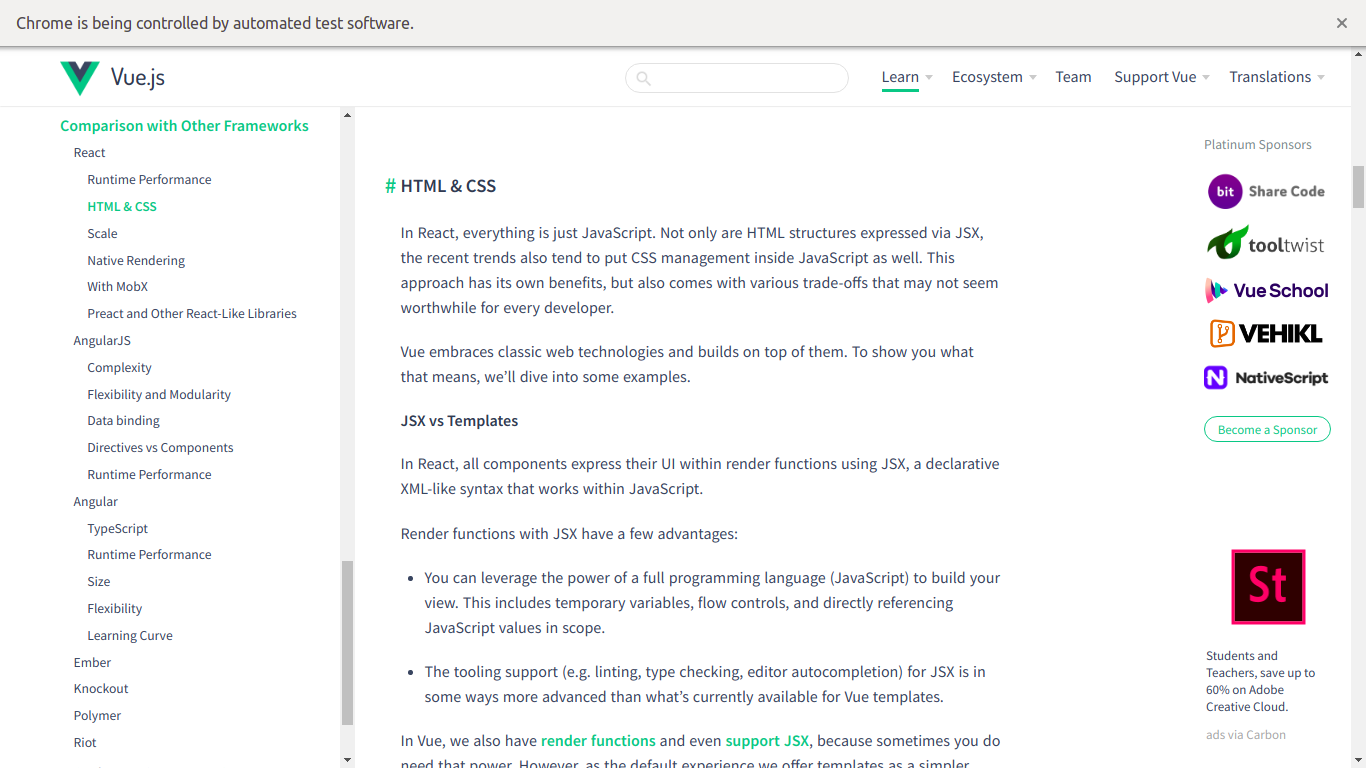 Chrome is being controlled by automated test software.
Vue.js
Learn
Ecosystem
Team
Support Vue
Translations
Comparison with Other Frameworks
React
Runtime Performance
HTML & CSS
Scale
Native Rendering
With MobX
Preact and Other React-Like Libraries
AngularJS
Complexity
Flexibility and Modularity
Data binding
Directives vs Components
Runtime Performance
Angular
TypeScript
Runtime Performance
Size
Flexibility
Learning Curve
Ember
Knockout
Polymer
Riot
# HTML & CSS
In React, everything is just JavaScript. Not only are HTML structures expressed via JSX,
the recent trends also tend to put CSS management inside JavaScript as well. This
approach has its own benefits, but also comes with various trade-offs that may not seem
worthwhile for every developer.
Vue embraces classic web technologies and builds on top of them. To show you what
that means, we’ll dive into some examples.
JSX vs Templates
In React, all components express their UI within render functions using JSX, a declarative
XML-like syntax that works within JavaScript.
Render functions with JSX have a few advantages:
• You can leverage the power of a full programming language (JavaScript) to build your
view. This includes temporary variables, flow controls, and directly referencing
JavaScript values in scope.
• The tooling support (e.g. linting, type checking, editor autocompletion) for JSX is in
some ways more advanced than what’s currently available for Vue templates.
In Vue, we also have render functions and even support JSX, because sometimes you do
need that power. However, as the default experience we offer templates as a simpler
Platinum Sponsors
bit Share Code
tooltwist
Vue School
VEHIKL
NativeScript
Become a Sponsor
St
Students and
Teachers, save up to
60% on Adobe
Creative Cloud.
ads via Carbon